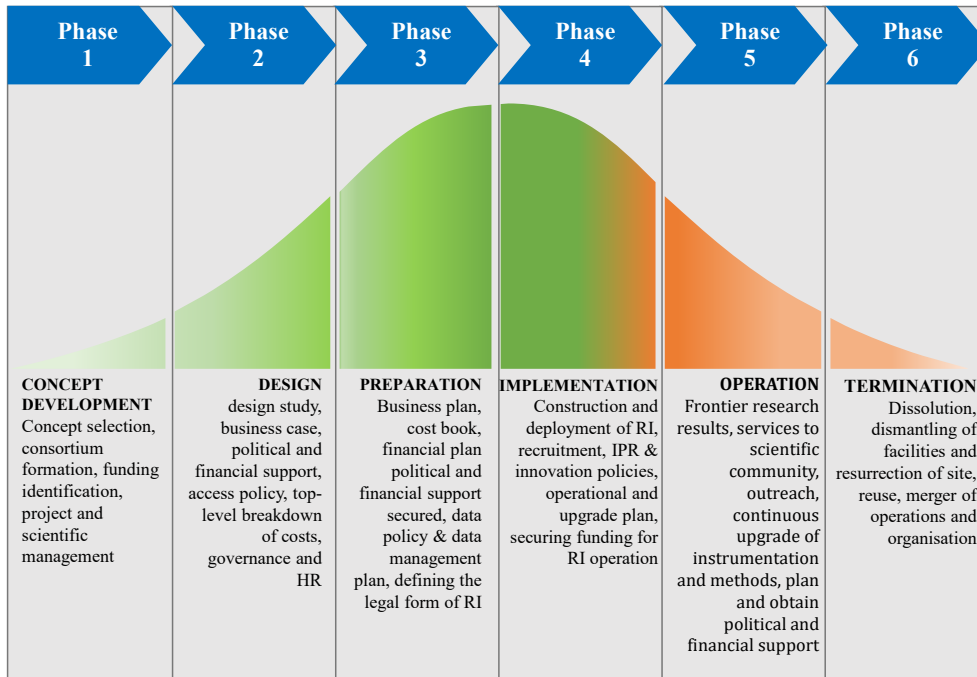 Phase
1
Phase
2
Phase
3
Phase
4
Phase
5
Phase
6
CONCEPT
DEVELOPMENT
Concept selection,
consortium
formation, funding
identification,
project and
scientific
management
DESIGN
design study,
business case,
political and
financial support,
access policy, top-
level breakdown
of costs,
governance and
HR
PREPARATION
Business plan,
cost book,
financial plan
political and
financial support
secured, data
policy & data
management
plan, defining the
legal form of RI
IMPLEMENTATION
Construction and
deployment of RI,
recruitment, IPR &
innovation policies,
operational and
upgrade plan,
securing funding for
RI operation
OPERATION
Frontier research
results, services to
scientific
community,
outreach,
continuous
upgrade of
instrumentation
and methods, plan
and obtain
political and
financial support
TERMINATION
Dissolution,
dismantling of
facilities and
resurrection of site,
reuse, merger of
operations and
organisation